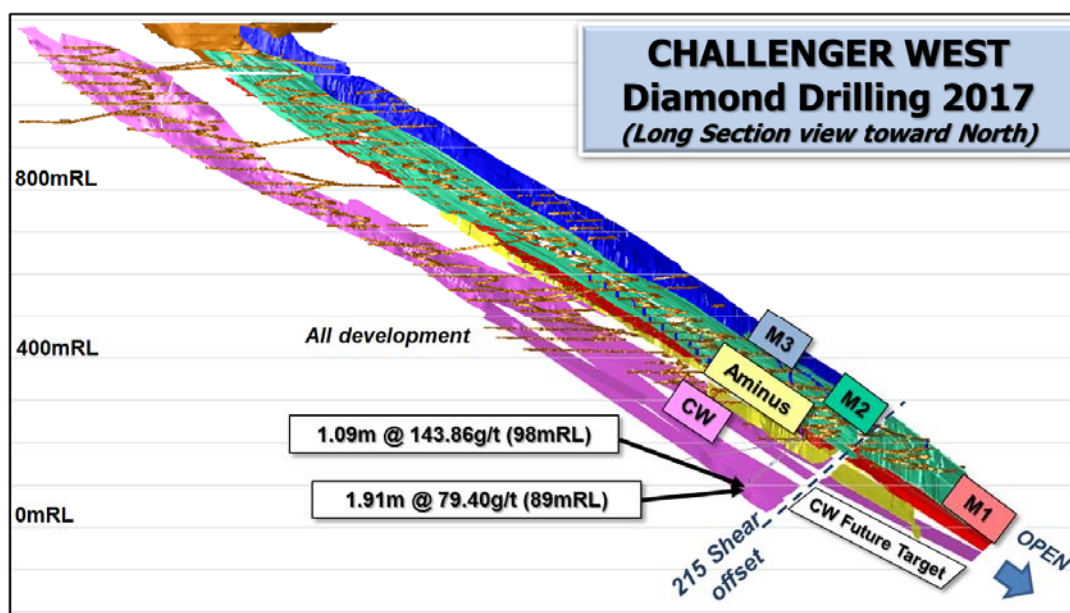 CHALLENGER WEST
Diamond Drilling 2017
(Long Section view toward North)
800mRL
400mRL
0mRL
All development
M3
Aminus
M2
CW
1.09m @ 143.86g/t (98mRL)
1.91m @ 79.40g/t (89mRL)
M1
215 Shear
offset
CW Future Target
OPEN